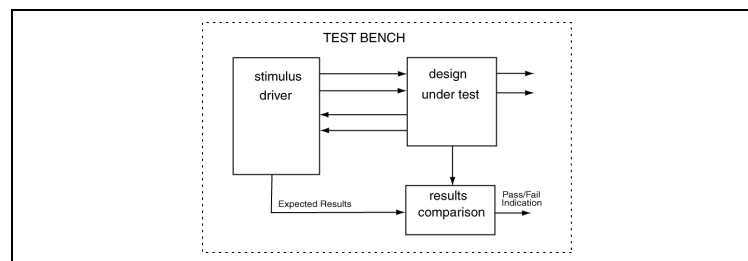 TEST BENCH
stimulus
driver
design
under test
results
comparison
Expected Results
Pass/Fail
Indication